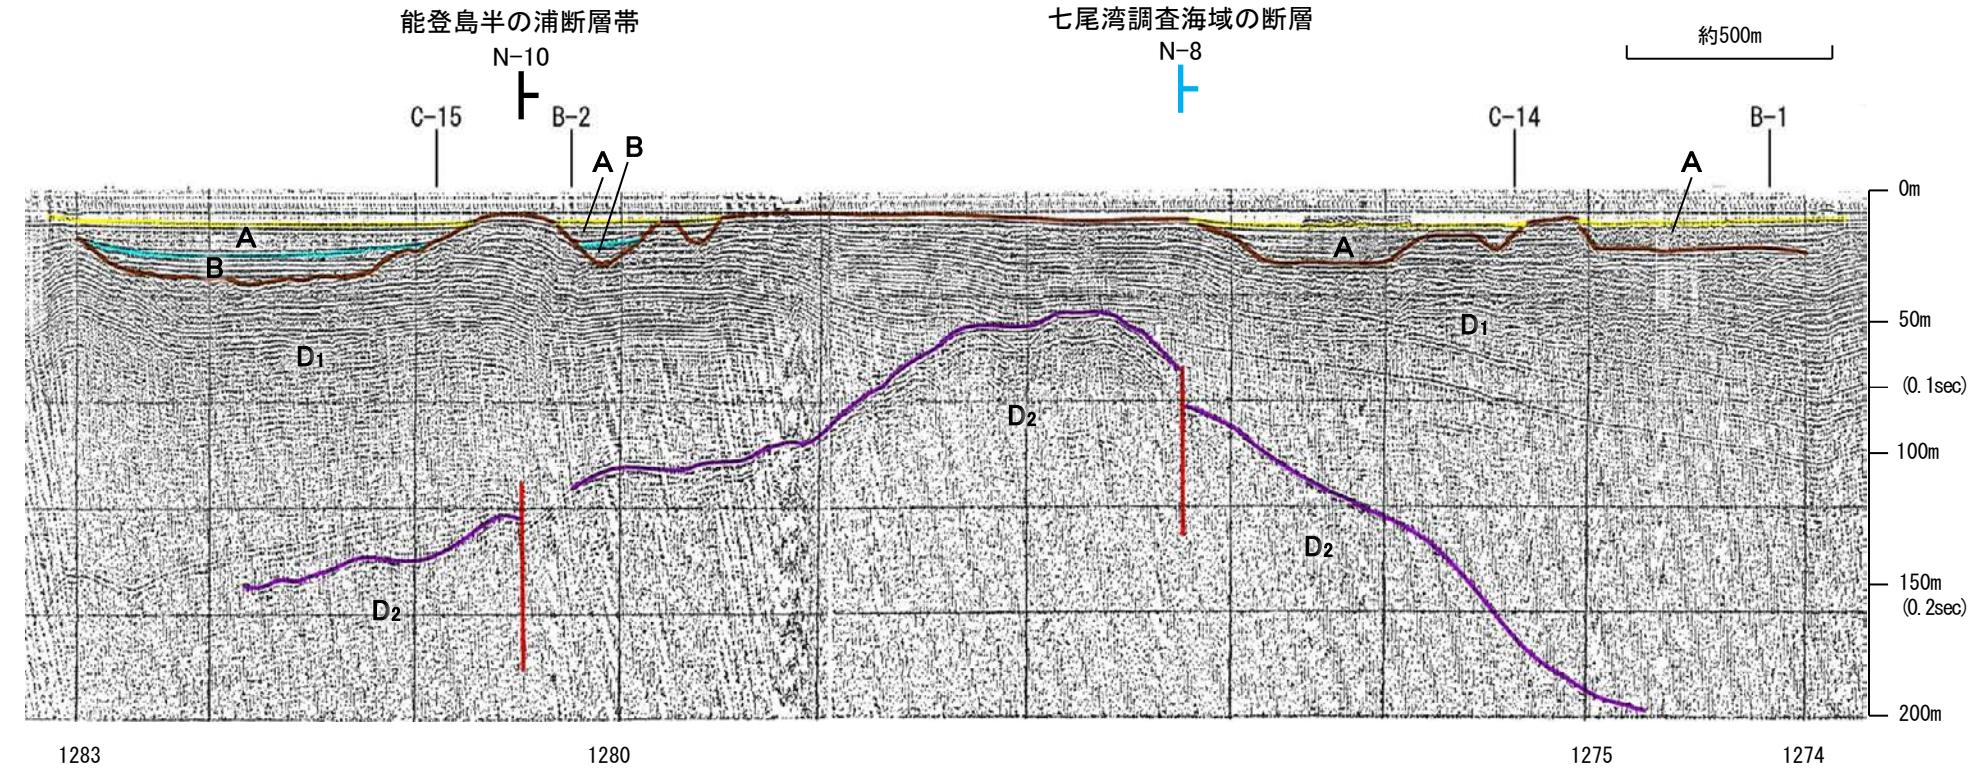 能登島半の浦断層帯
N-10
七尾湾調査海域の断層
N-8
約500m
C-15
B-2
C-14
B-1
A
B
A
A
B
A
D1
D1
D2
D2
D2
0m
50m
(0.1sec)
100m
150m
(0.2sec)
200m
1283
1280
1275
1274